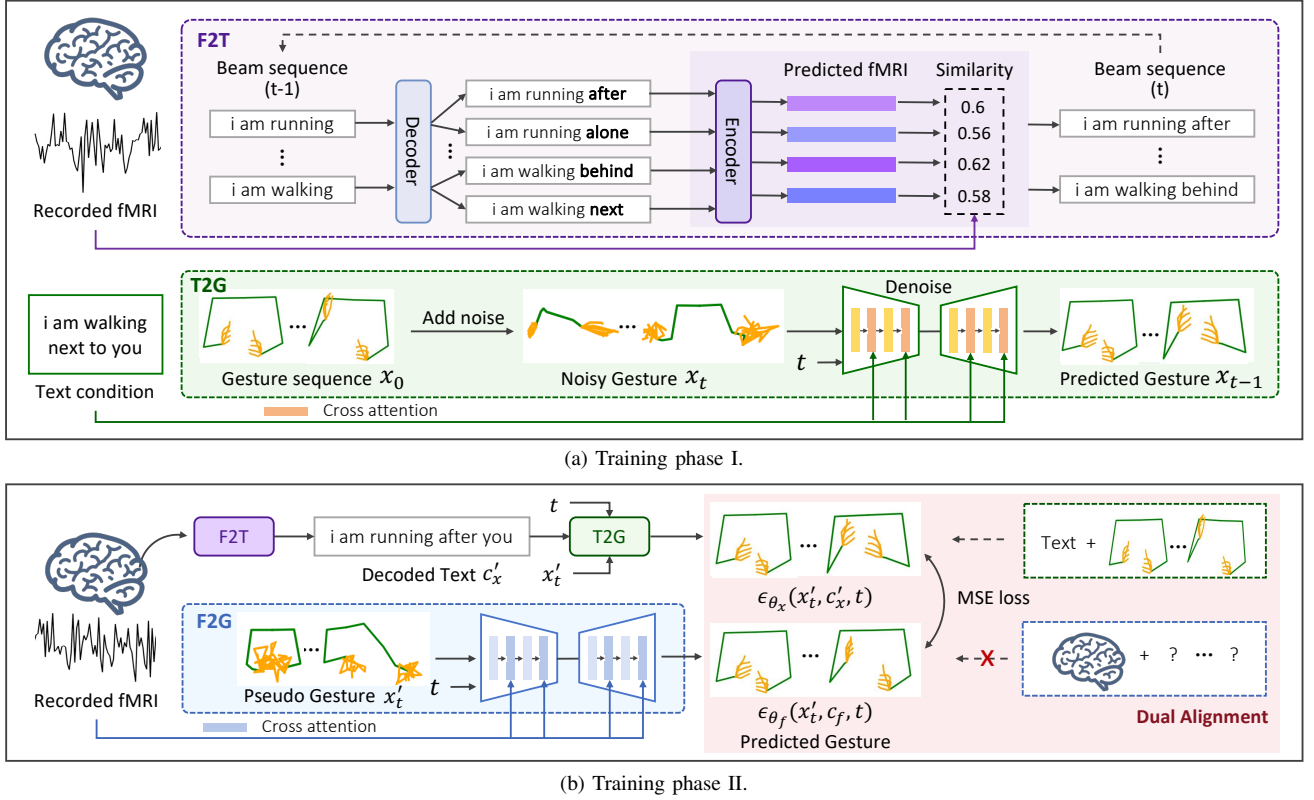 F2T
Beam sequence
(t-1)
i am running
⋮
i am walking
Decoder
i am running after
i am running alone
⋮
i am walking behind
i am walking next
Encoder
Predicted fMRI
Similarity
0.6
0.56
0.62
0.58
Beam sequence
(t)
i am running after
⋮
i am walking behind
Recorded fMRI
T2G
i am walking
next to you
Text condition
...
Gesture sequence x₀
Add noise
...
Noisy Gesture xₜ
Denoise
t
...
Predicted Gesture xₜ₋₁
Cross attention
(a) Training phase I.
Recorded fMRI
F2T
i am running after you
Decoded Text c′ₓ
t
T2G
x′ₜ
F2G
...
Pseudo Gesture x′ₜ
t
Cross attention
...
ϵ_θₓ(x′ₜ, c′ₓ, t)
MSE loss
...
ϵ_θ_f(x′ₜ, c_f, t)
Predicted Gesture
Text + ...
X
+ ? ... ?
Dual Alignment
(b) Training phase II.